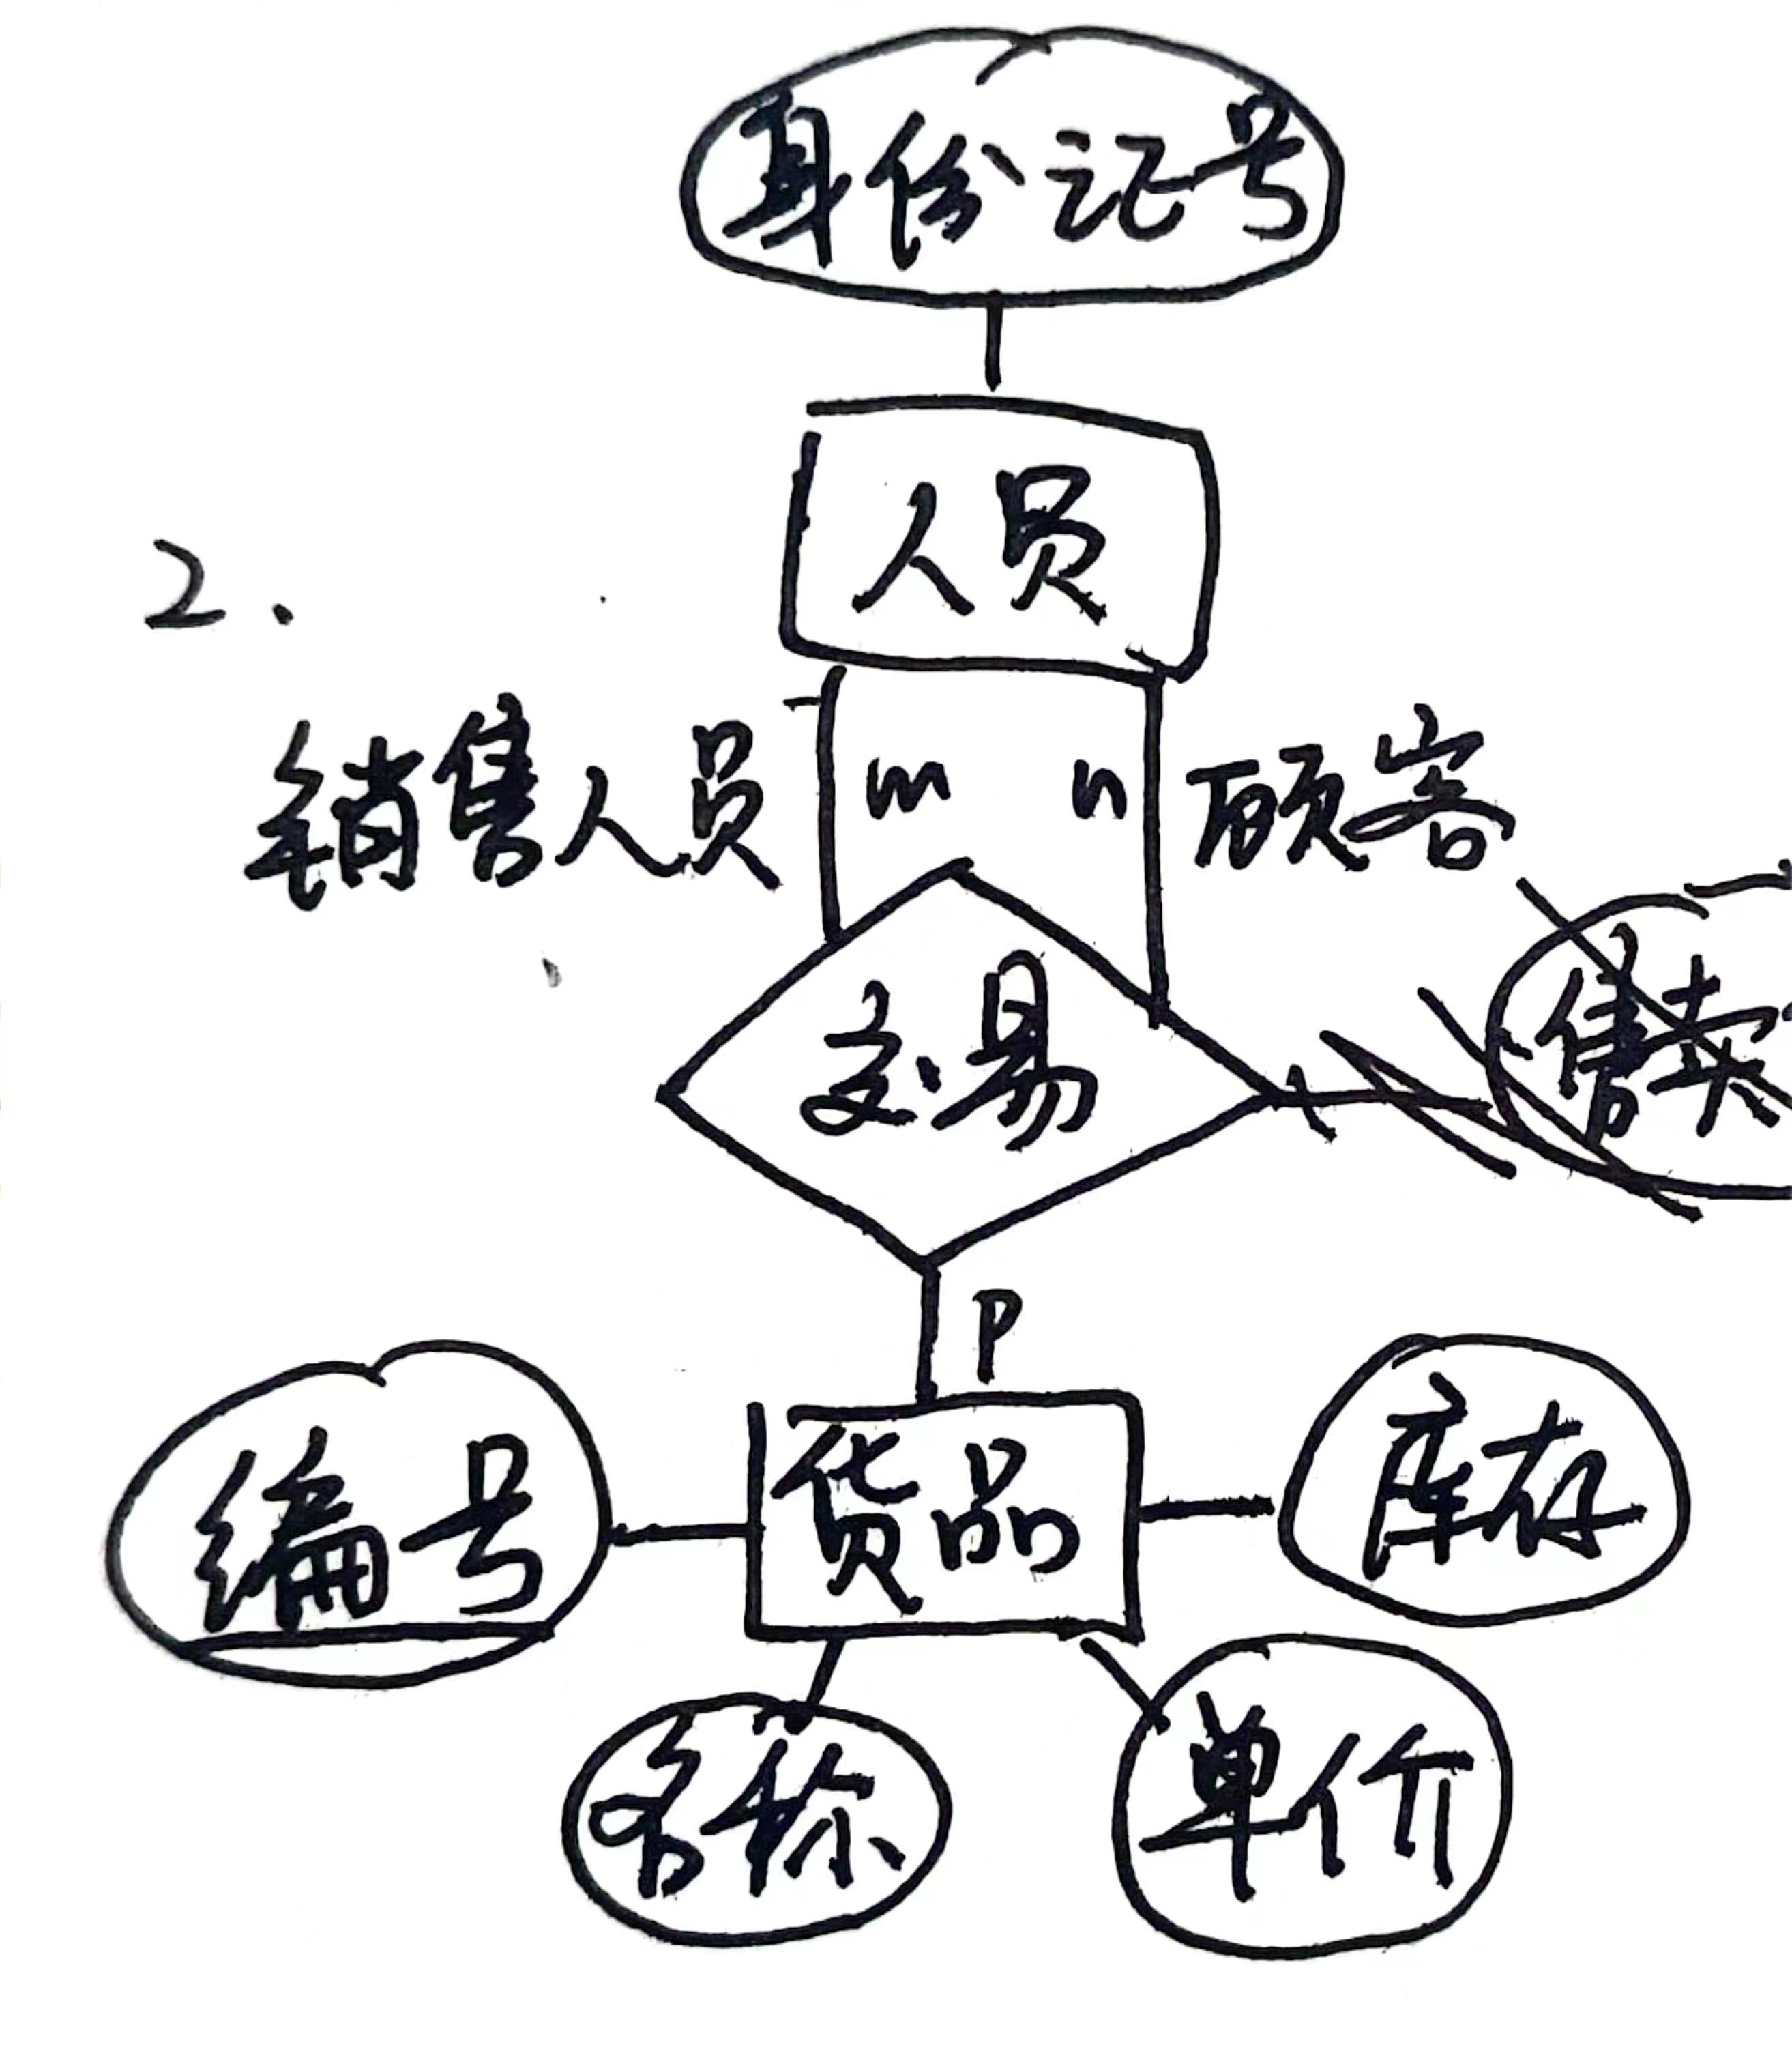 身份证号
人员
2、
销售人员 m n 顾客
交易
售卖
P
编号 货品 库存
名称 单价